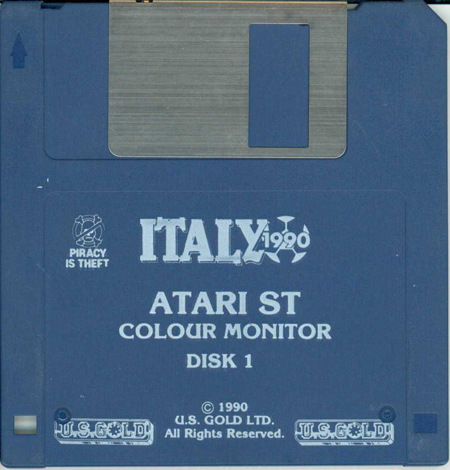 PIRACY
IS THEFT
ITALY 1990
ATARI ST
COLOUR MONITOR
DISK 1
© 1990
U.S. GOLD LTD.
All Rights Reserved.
U.S. GOLD
U.S. GOLD